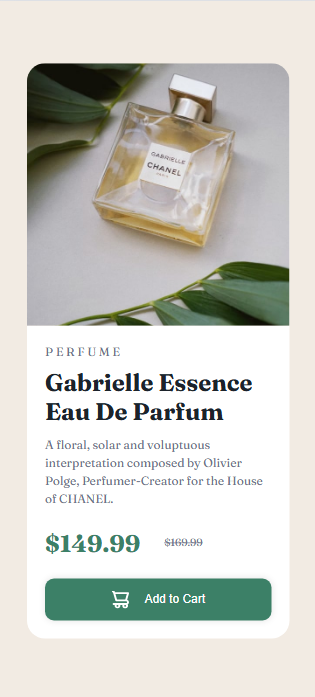 GABRIELLE
CHANEL
PARIS
PERFUME
Gabrielle Essence
Eau De Parfum
A floral, solar and voluptuous
interpretation composed by Olivier
Polge, Perfumer-Creator for the House
of CHANEL.
$149.99 $169.99
Add to Cart